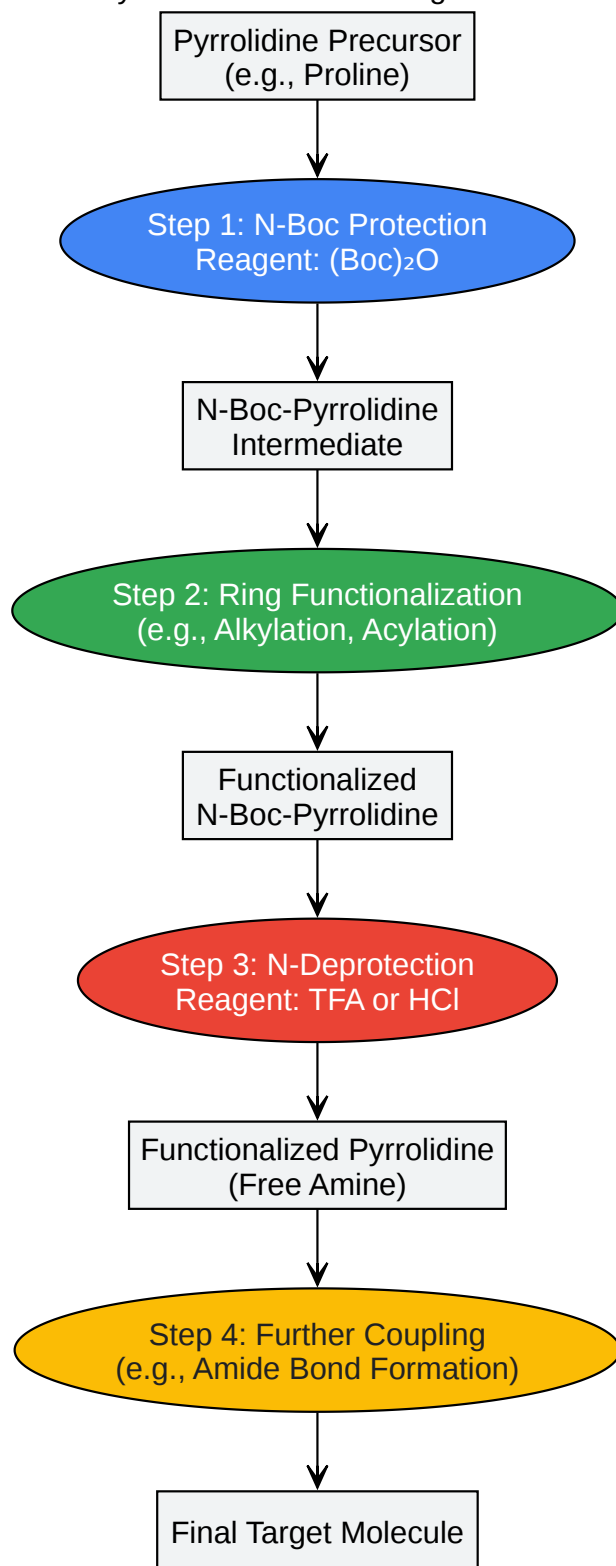 Pyrrolidine Precursor
(e.g., Proline)
Step 1: N-Boc Protection
Reagent: (Boc)₂O
N-Boc-Pyrrolidine
Intermediate
Step 2: Ring Functionalization
(e.g., Alkylation, Acylation)
Functionalized
N-Boc-Pyrrolidine
Step 3: N-Deprotection
Reagent: TFA or HCl
Functionalized Pyrrolidine
(Free Amine)
Step 4: Further Coupling
(e.g., Amide Bond Formation)
Final Target Molecule